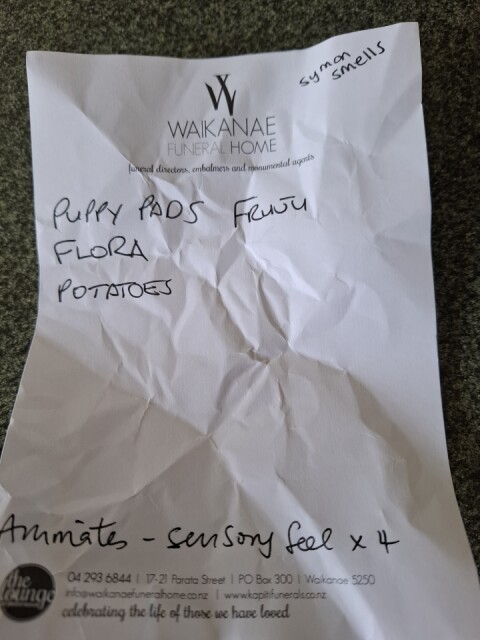 symon
smells
WAIKANAE
FUNERAL HOME
funeral directors, embalmers and monumental agents
PUPPY PADS FRUJU
FLORA
POTATOES
Animates - sensory feel x 4
the
lounge
04 293 6844 | 17-21 Parata Street | PO Box 300 | Waikanae 5250
info@waikanaefuneralhome.co.nz | www.kapitifunerals.co.nz
celebrating the life of those we have loved